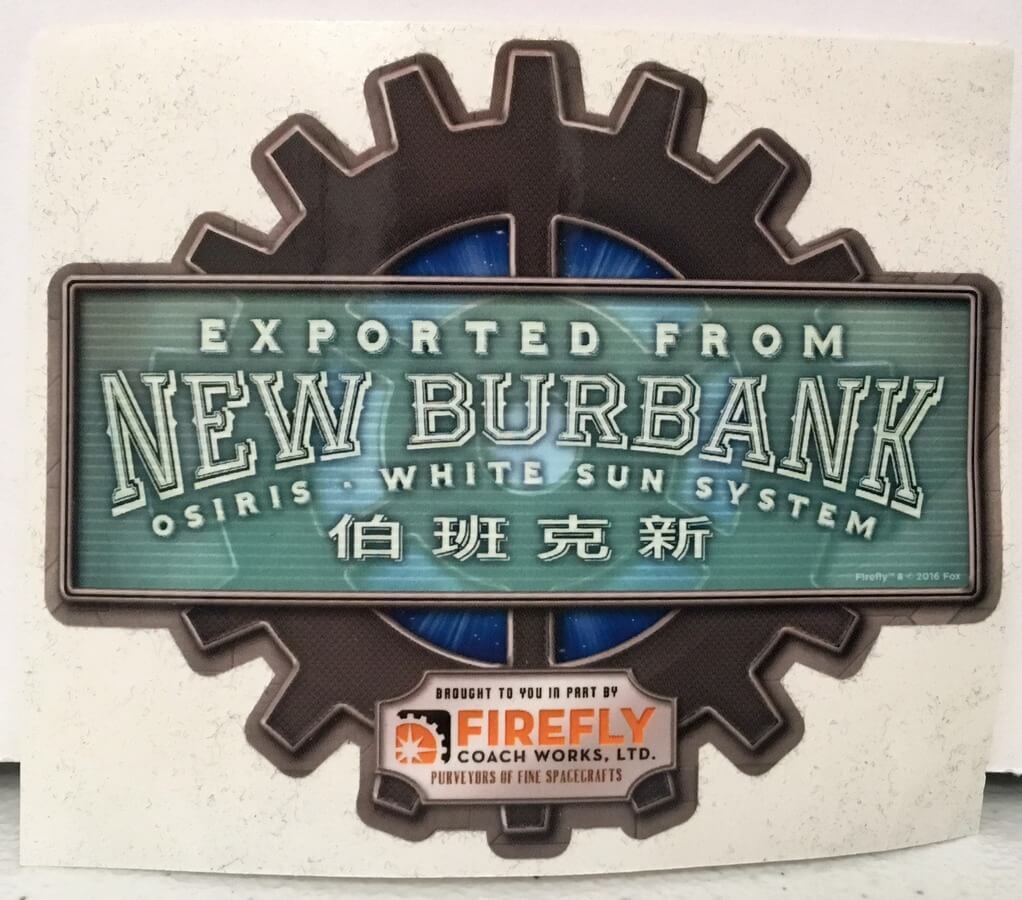 EXPORTED FROM
NEW BURBANK
OSIRIS · WHITE SUN SYSTEM
伯班克新
Firefly™ & © 2016 Fox
BROUGHT TO YOU IN PART BY
FIREFLY
COACH WORKS, LTD.
PURVEYORS OF FINE SPACECRAFTS